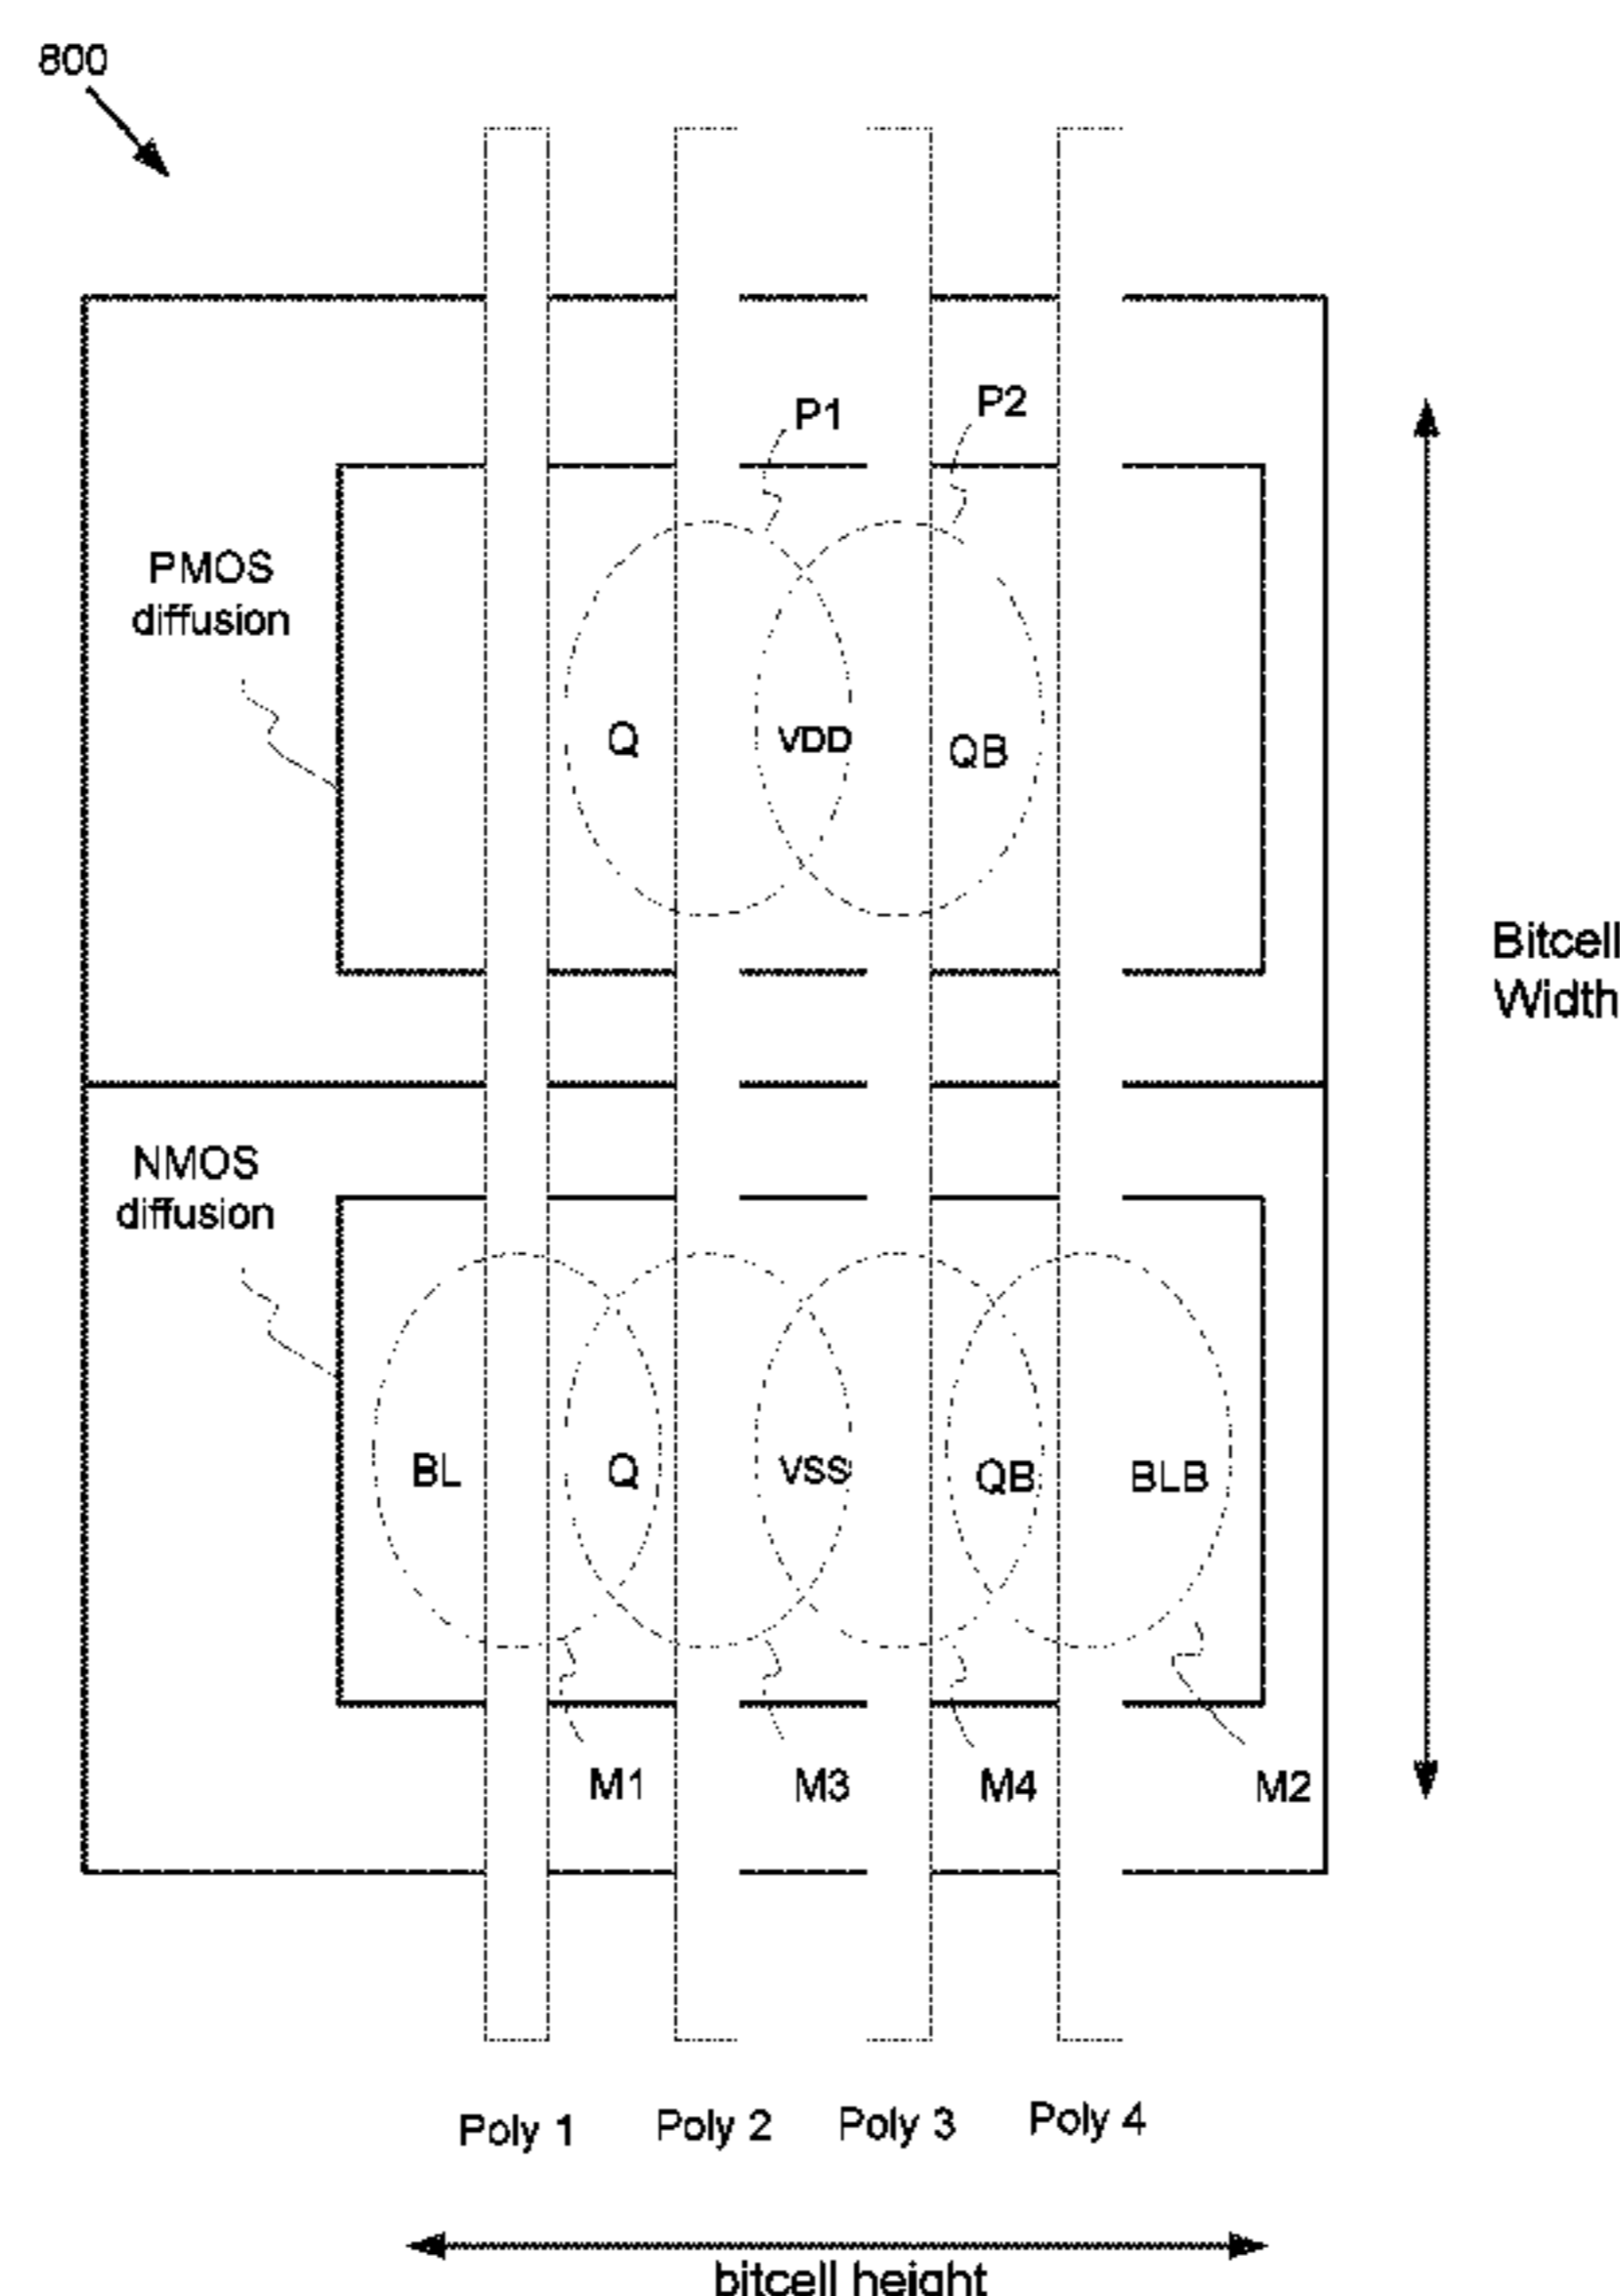 800
P1
P2
PMOS
diffusion
Q
VDD
QB
Bitcell
Width
NMOS
diffusion
BL
Q
VSS
QB
BLB
M1
M3
M4
M2
Poly 1
Poly 2
Poly 3
Poly 4
bitcell height